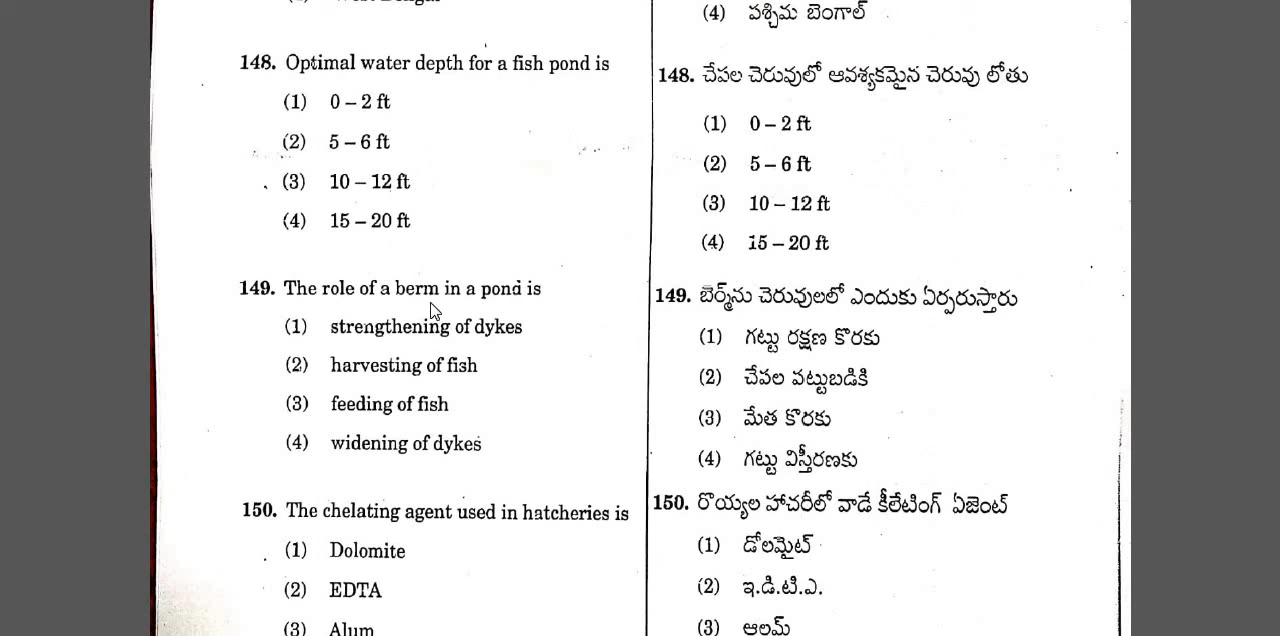 148. Optimal water depth for a fish pond is
(1) 0 – 2 ft
(2) 5 – 6 ft
(3) 10 – 12 ft
(4) 15 – 20 ft
149. The role of a berm in a pond is
(1) strengthening of dykes
(2) harvesting of fish
(3) feeding of fish
(4) widening of dykes
150. The chelating agent used in hatcheries is
(1) Dolomite
(2) EDTA
(3) Alum
(4) పశ్చిమ బెంగాల్
148. చేపల చెరువులో ఆవశ్యకమైన చెరువు లోతు
(1) 0 – 2 ft
(2) 5 – 6 ft
(3) 10 – 12 ft
(4) 15 – 20 ft
149. బెర్మ్‌ను చెరువులలో ఎందుకు ఏర్పరుస్తారు
(1) గట్టు రక్షణ కొరకు
(2) చేపల పట్టుబడికి
(3) మేత కొరకు
(4) గట్టు విస్తీరణకు
150. రొయ్యల హాచరీలో వాడే కీలేటింగ్ ఏజెంట్
(1) డోలమైట్
(2) ఇ.డి.టి.ఎ.
(3) ఆలమ్